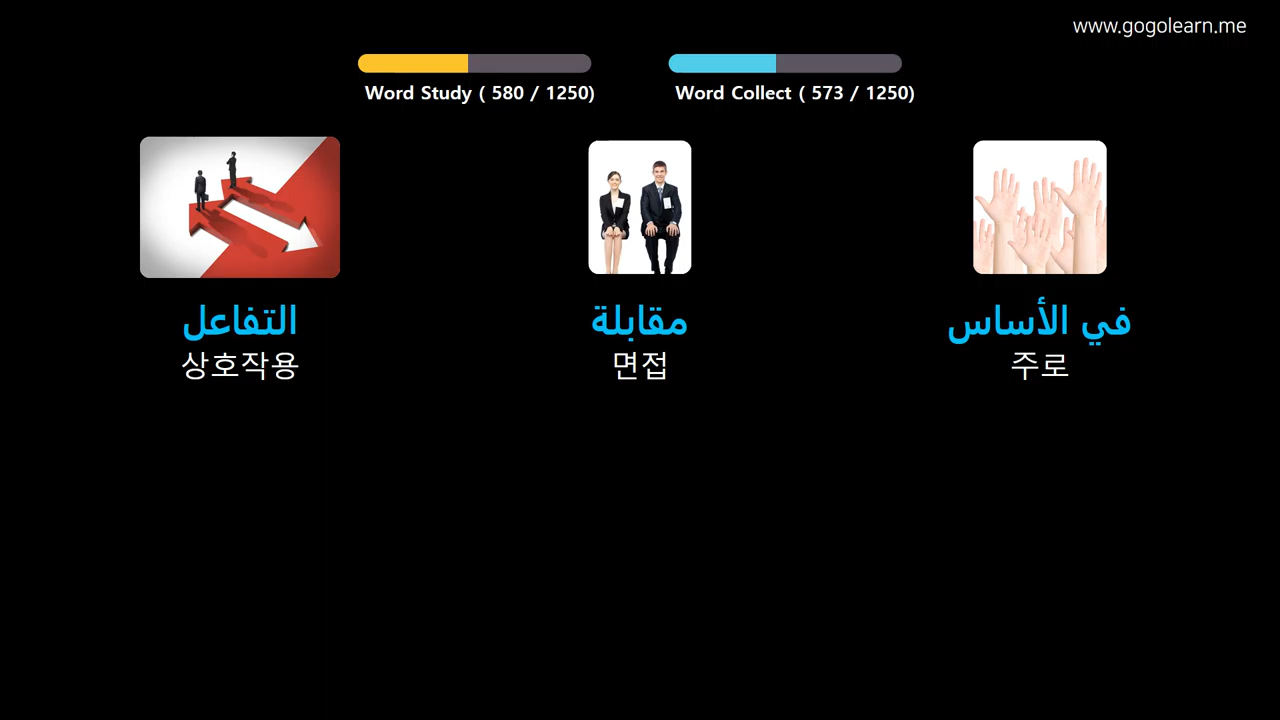 www.gogolearn.me
Word Study ( 580 / 1250)
Word Collect ( 573 / 1250)
التفاعل
상호작용
مقابلة
면접
في الأساس
주로